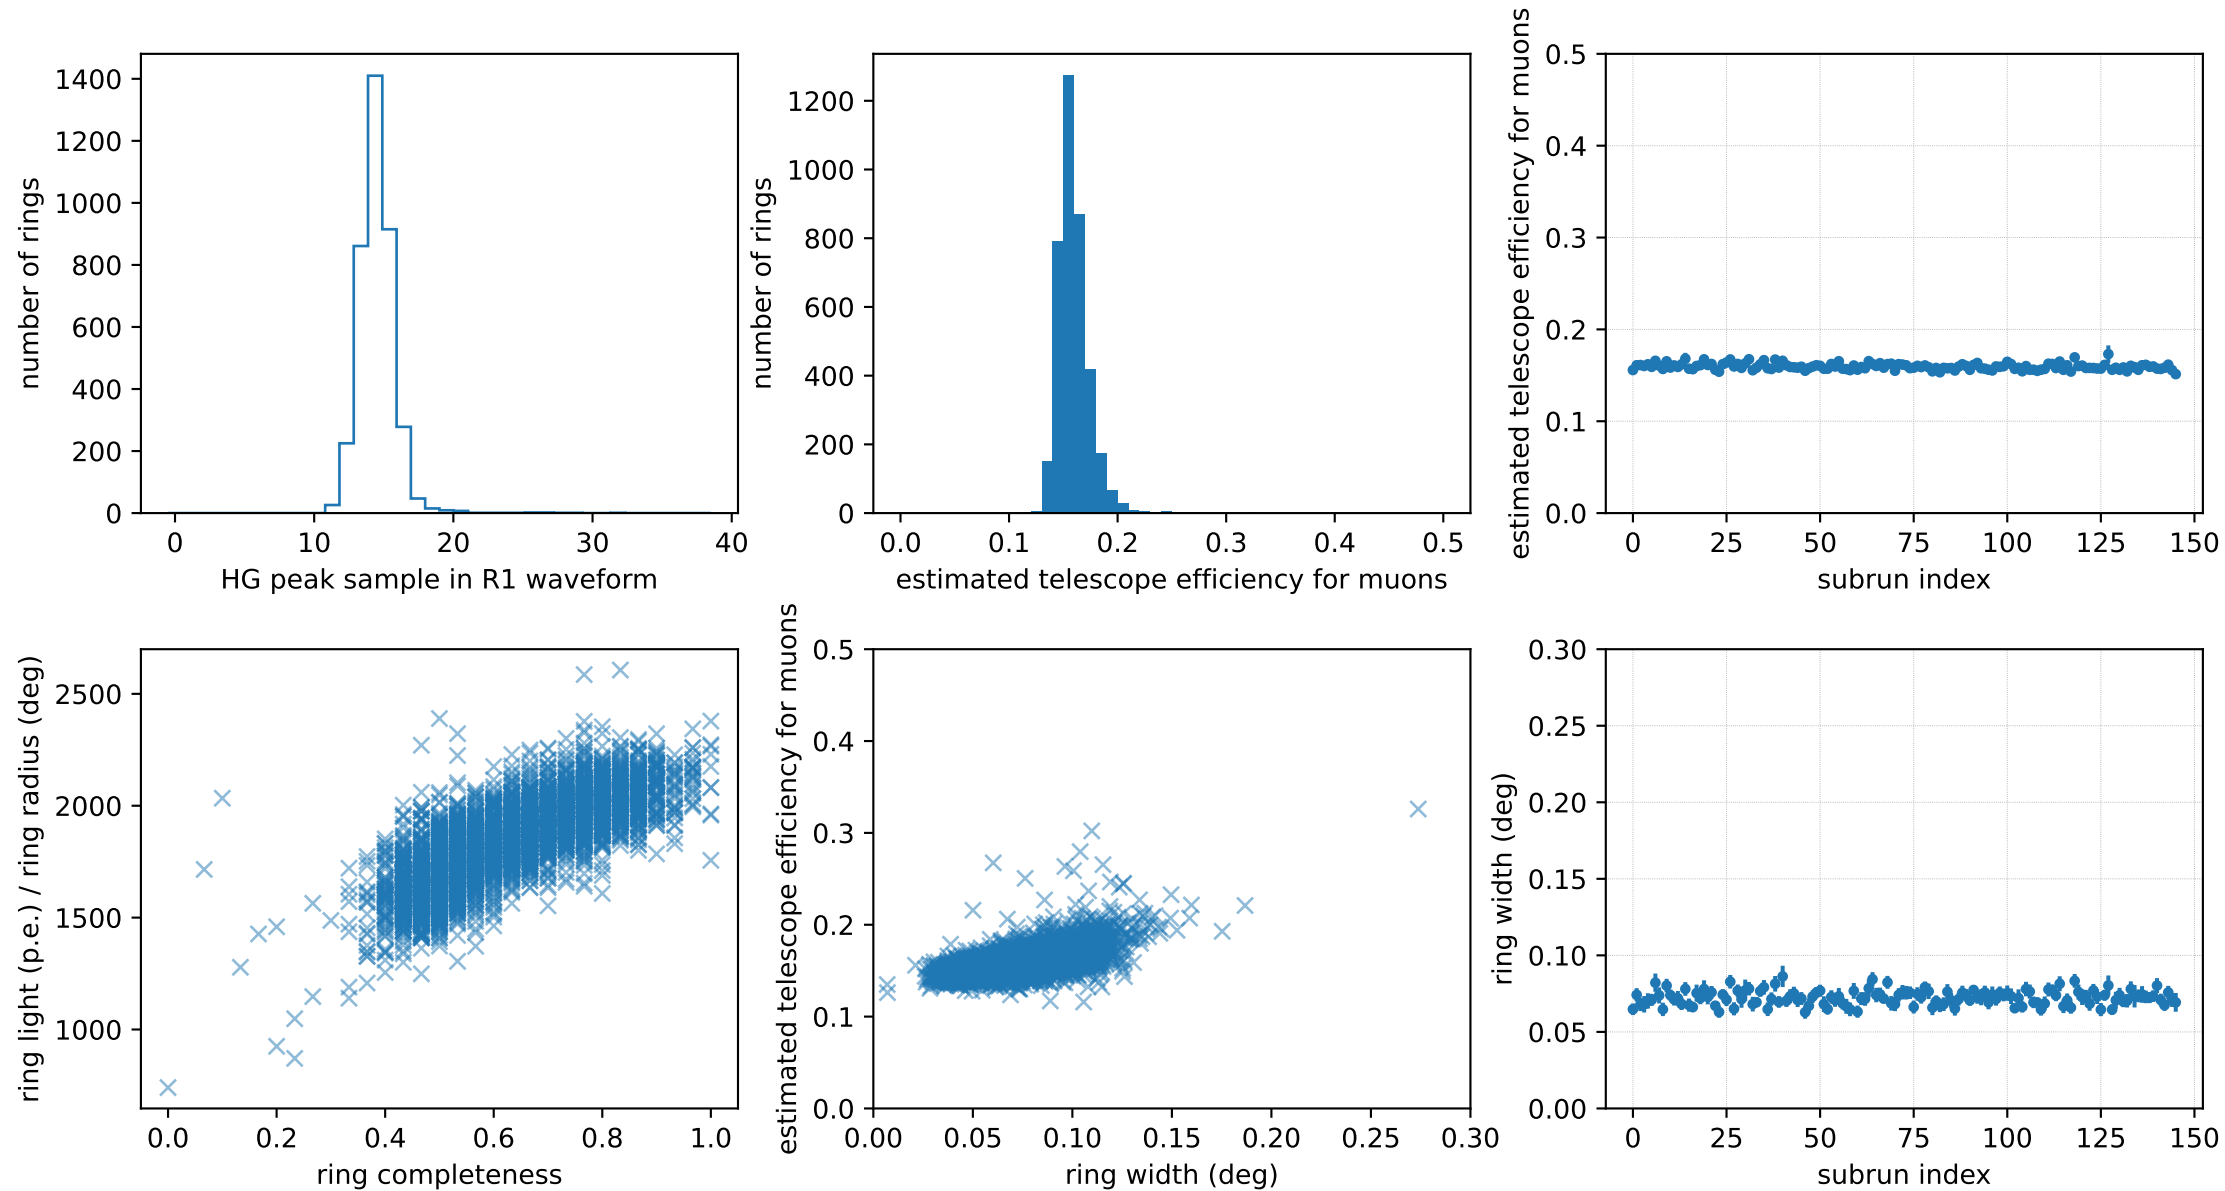 number of rings
1400
1200
1000
800
600
400
200
0
0 10 20 30 40
HG peak sample in R1 waveform
number of rings
1200
1000
800
600
400
200
0
0.0 0.1 0.2 0.3 0.4 0.5
estimated telescope efficiency for muons
estimated telescope efficiency for muons
0.5
0.4
0.3
0.2
0.1
0.0
0 25 50 75 100 125 150
subrun index
ring light (p.e.) / ring radius (deg)
2500
2000
1500
1000
0.0 0.2 0.4 0.6 0.8 1.0
ring completeness
estimated telescope efficiency for muons
0.5
0.4
0.3
0.2
0.1
0.0
0.00 0.05 0.10 0.15 0.20 0.25 0.30
ring width (deg)
ring width (deg)
0.30
0.25
0.20
0.15
0.10
0.05
0.00
0 25 50 75 100 125 150
subrun index